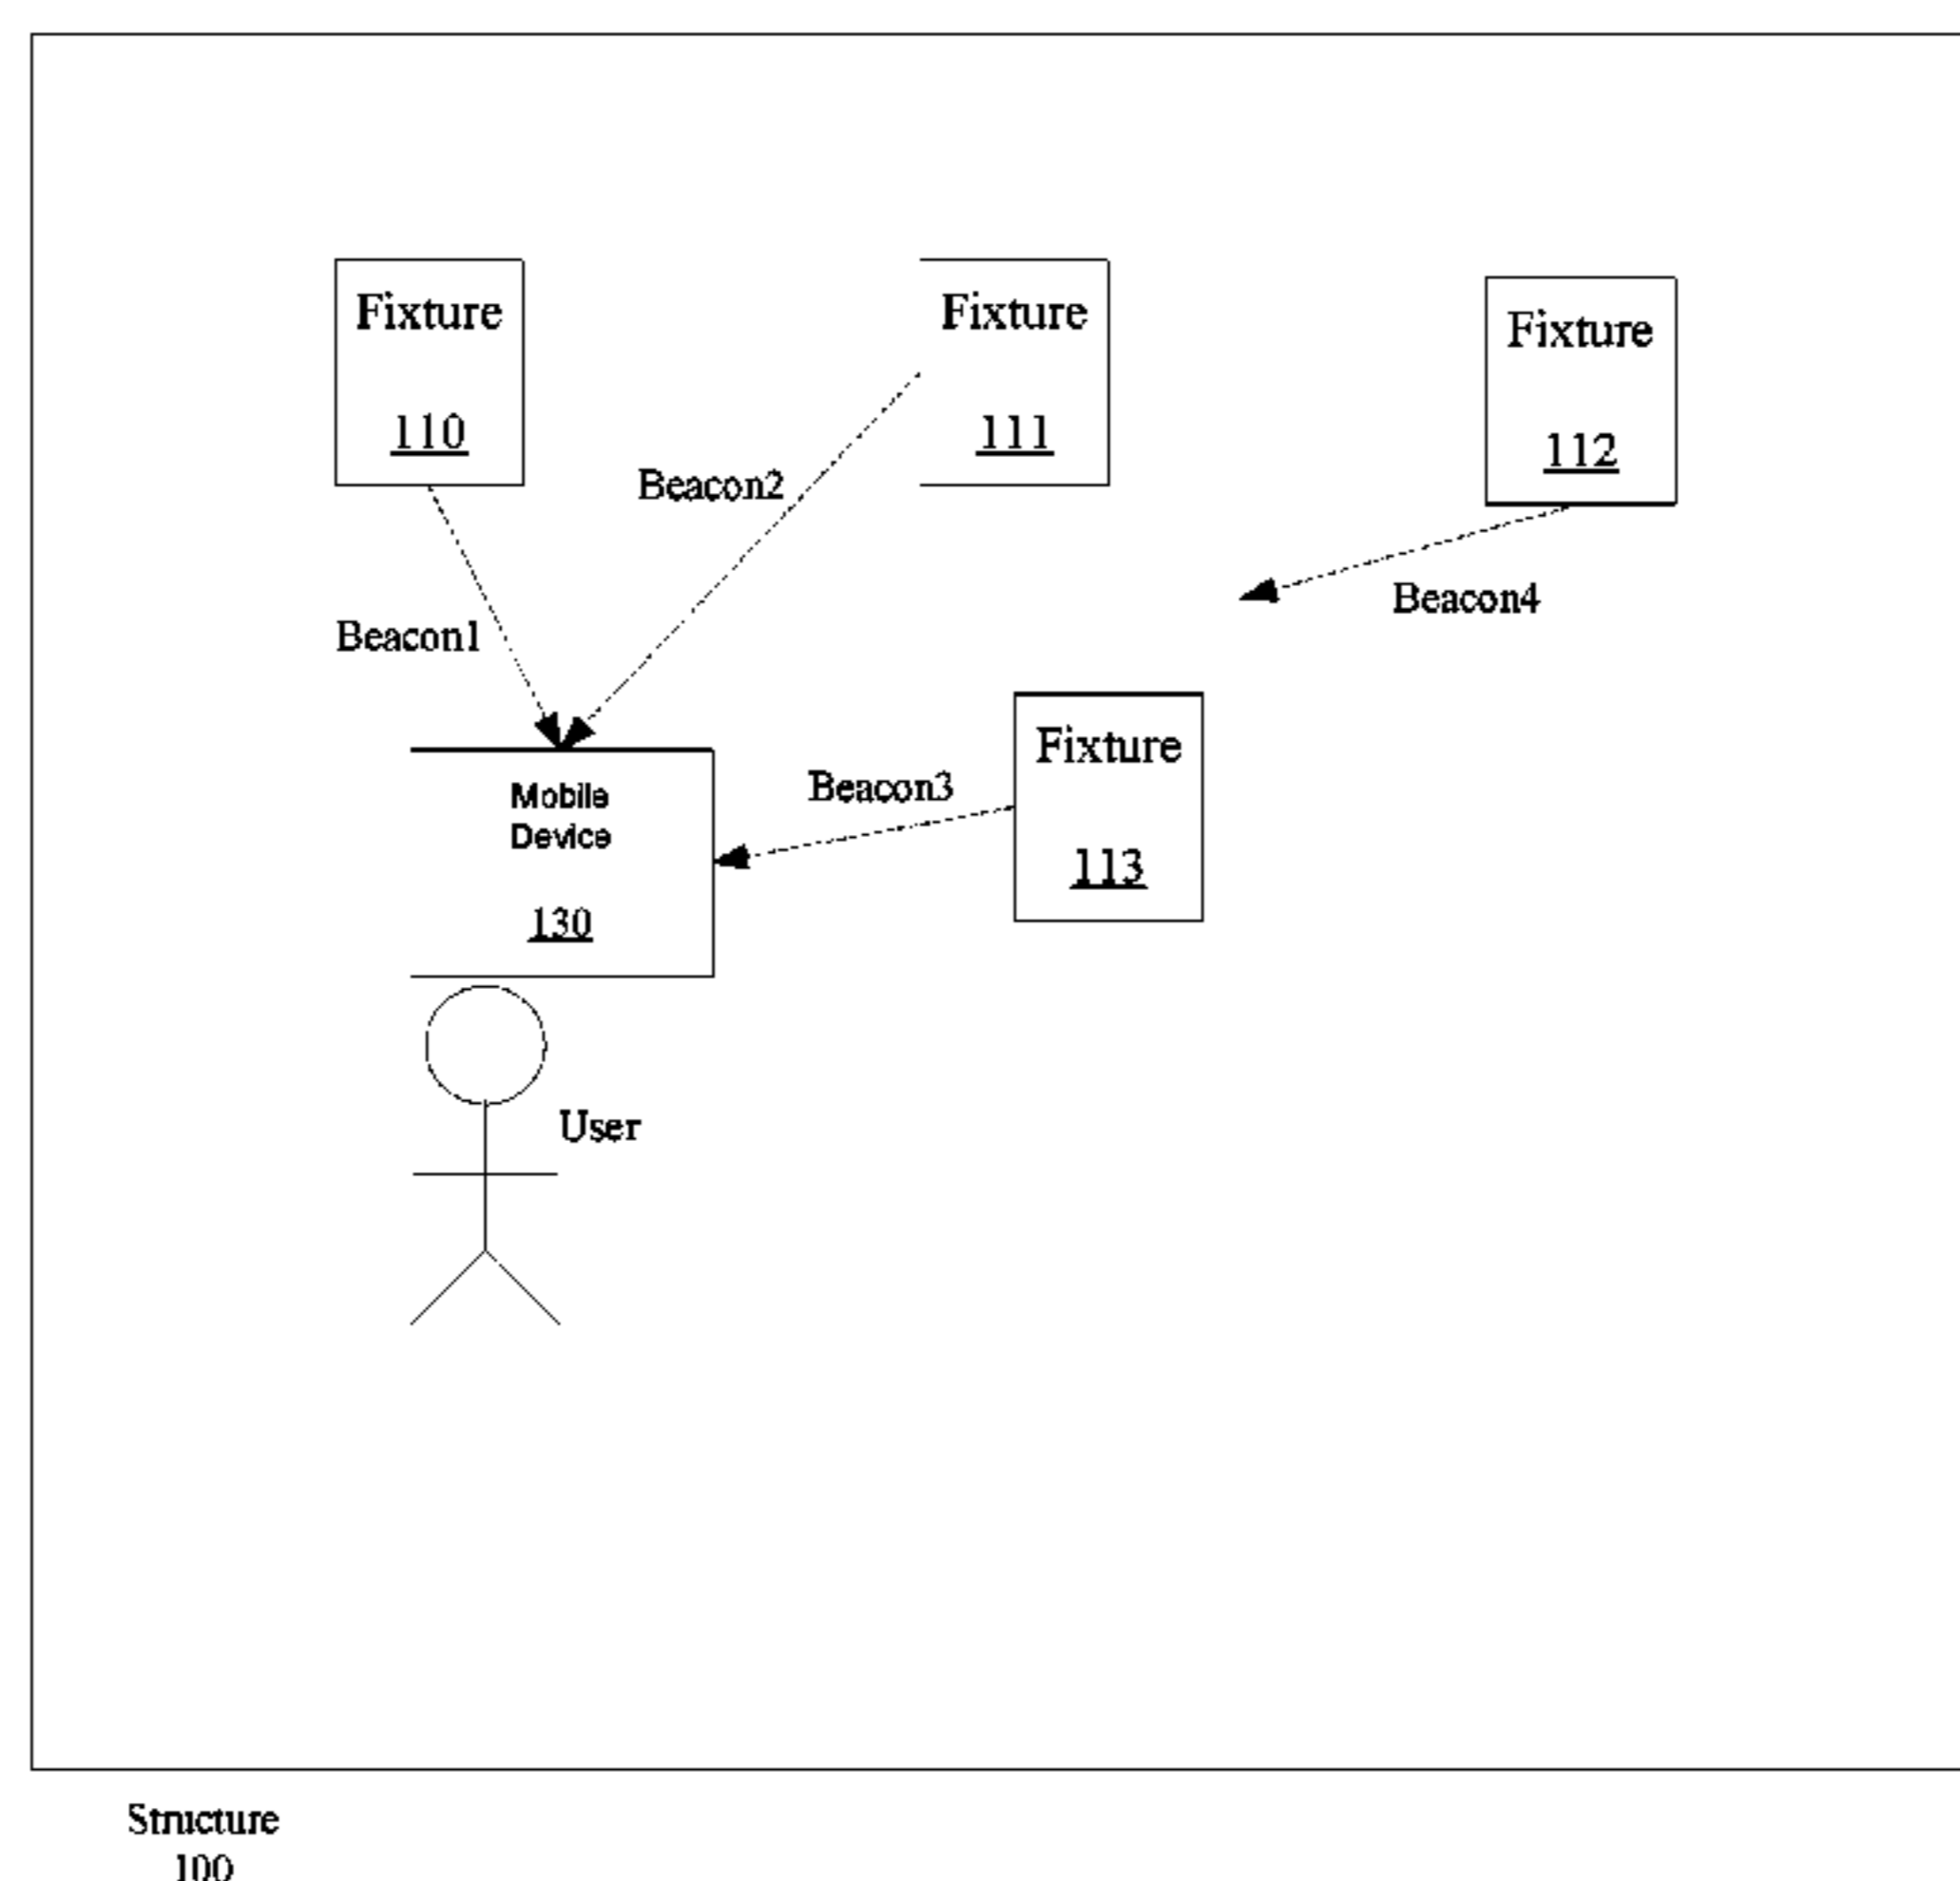 Fixture
110
Fixture
111
Fixture
112
Beacon2
Beacon4
Beacon1
Fixture
113
Mobile
Device
130
Beacon3
User
Structure
100